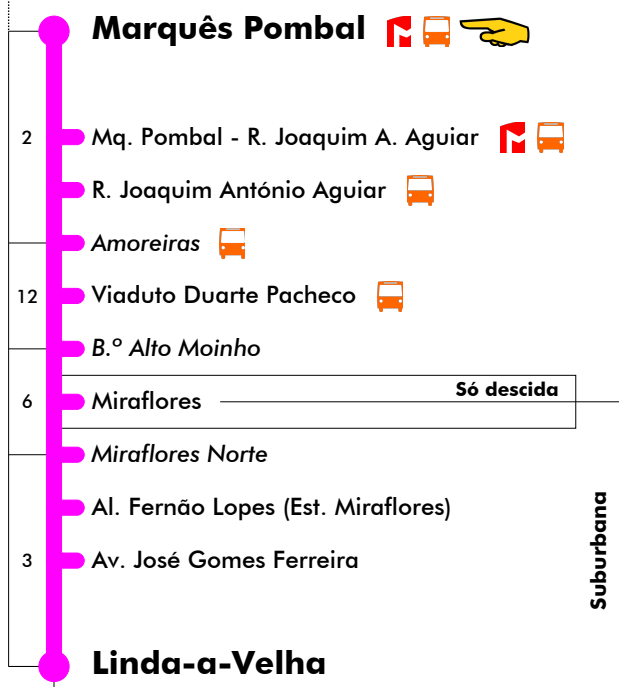 Marquês Pombal
2 Mq. Pombal - R. Joaquim A. Aguiar
R. Joaquim António Aguiar
Amoreiras
12 Viaduto Duarte Pacheco
B.º Alto Moinho
Só descida
6 Miraflores
Miraflores Norte
Al. Fernão Lopes (Est. Miraflores)
3 Av. José Gomes Ferreira
Suburbana
Linda-a-Velha